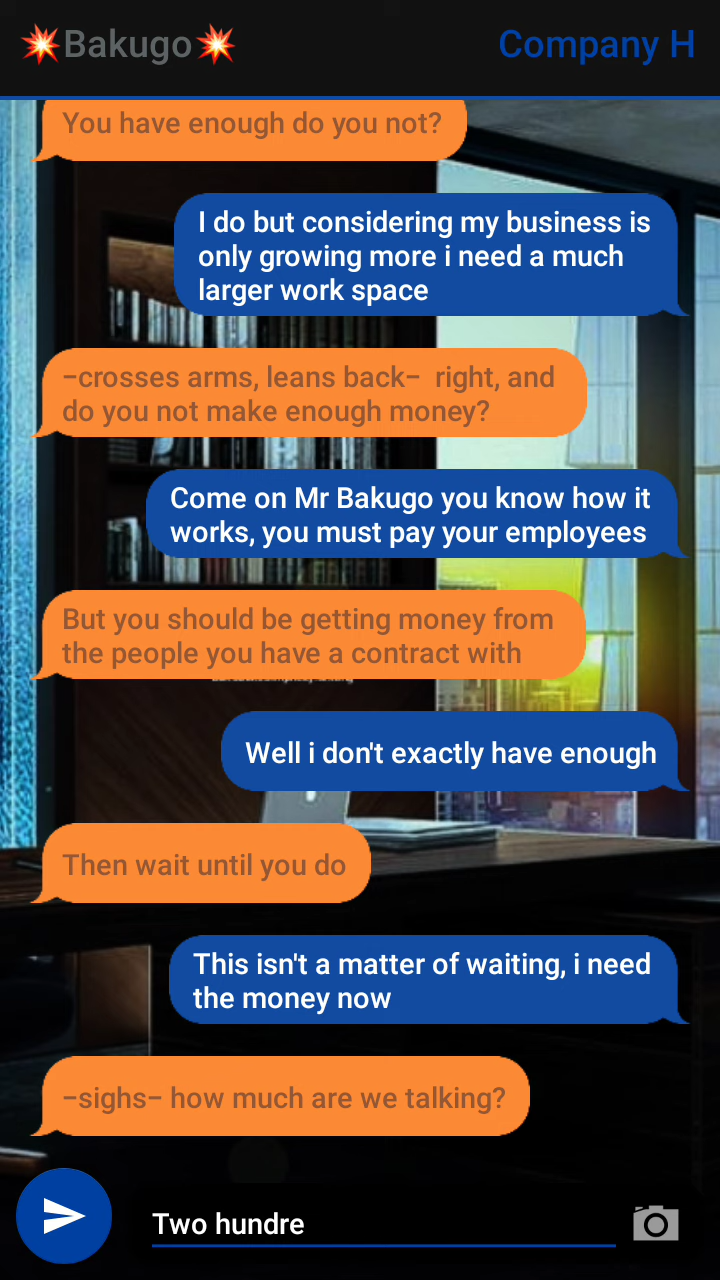 💥Bakugo💥
Company H
You have enough do you not?
I do but considering my business is
only growing more i need a much
larger work space
−crosses arms, leans back− right, and
do you not make enough money?
Come on Mr Bakugo you know how it
works, you must pay your employees
But you should be getting money from
the people you have a contract with
Well i don't exactly have enough
Then wait until you do
This isn't a matter of waiting, i need
the money now
−sighs− how much are we talking?
Two hundre